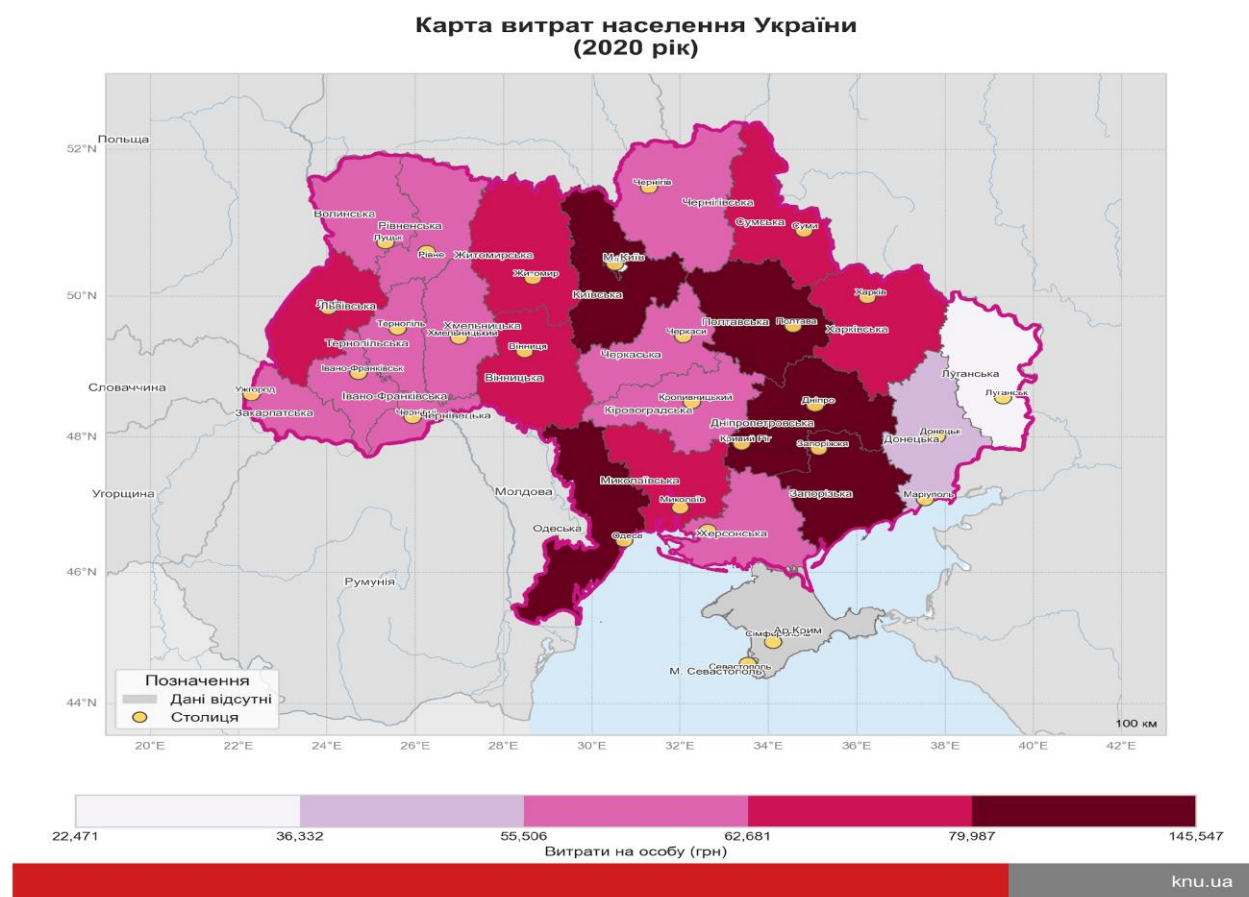 Карта витрат населення України
(2020 рік)
Польща
52°N
Чернігів
Чернігівська
Волинська
Рівненська
Сумська
Суми
Луцьк
Рівне
Житомирська
М. Київ
Житомир
50°N
Київська
Харків
Львівська
Тернопіль
Хмельницька
Хмельницький
Черкаси
Полтавська
Полтава
Харківська
Тернопільська
Вінниця
Черкаська
Івано-Франківськ
Вінницька
Луганська
Словаччина
Ужгород
Івано-Франківська
Кропивницький
Дніпро
Луганськ
Закарпатська
Чернівецька
Кіровоградська
Дніпропетровська
48°N
Кривий Ріг
Запоріжжя
Донецька
Донецьк
Угорщина
Молдова
Миколаївська
Запорізька
Миколаїв
Маріуполь
Одеська
Одеса
Херсонська
46°N
Румунія
Ар Крим
Севастополь
М. Севастополь
Позначення
Дані відсутні
Столиця
44°N
100 км
20°E 22°E 24°E 26°E 28°E 30°E 32°E 34°E 36°E 38°E 40°E 42°E
22,471 36,332 55,506 62,681 79,987 145,547
Витрати на особу (грн)
knu.ua